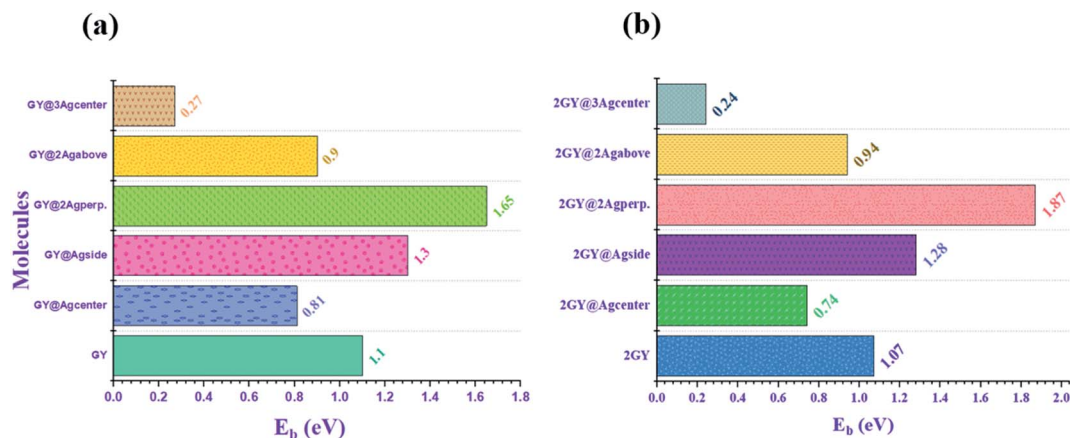 (a)
Molecules
GY@3Agcenter
0.27
GY@2Agabove
0.9
GY@2Agperp.
1.65
GY@Agside
1.3
GY@Agcenter
0.81
GY
1.1
0.0 0.2 0.4 0.6 0.8 1.0 1.2 1.4 1.6 1.8
E_b (eV)
(b)
2GY@3Agcenter
0.24
2GY@2Agabove
0.94
2GY@2Agperp.
1.87
2GY@Agside
1.28
2GY@Agcenter
0.74
2GY
1.07
0.0 0.2 0.4 0.6 0.8 1.0 1.2 1.4 1.6 1.8 2.0
E_b (eV)